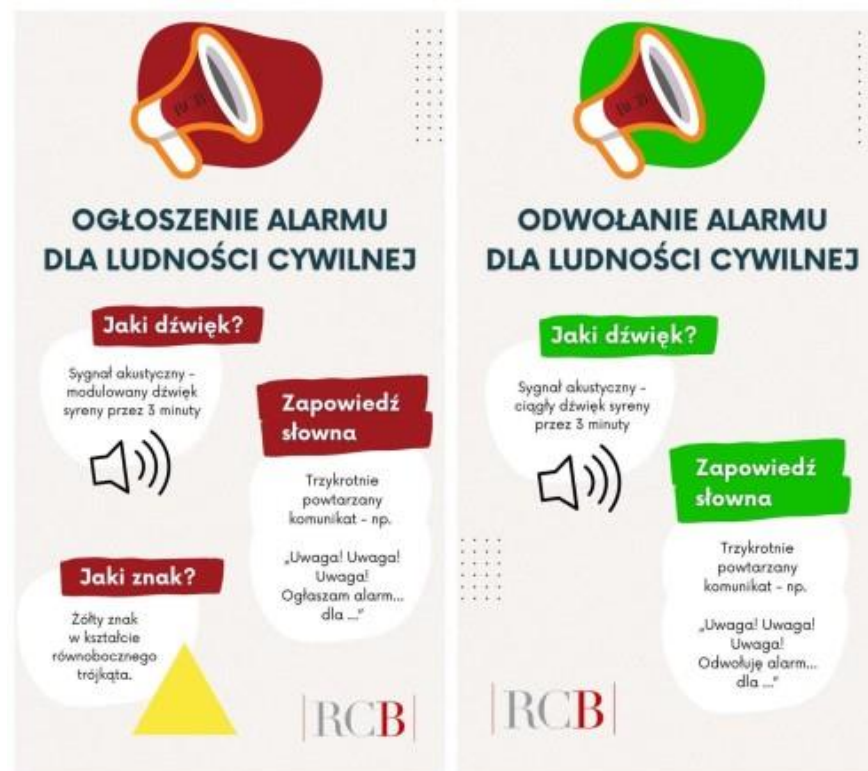 OGŁOSZENIE ALARMU
DLA LUDNOŚCI CYWILNEJ
Jaki dźwięk?
Sygnał akustyczny -
modulowany dźwięk
syreny przez 3 minuty
Zapowiedź
słowna
Trzykrotnie
powtarzany
komunikat - np.
„Uwaga! Uwaga!
Uwaga!
Ogłaszam alarm...
dla ..."
Jaki znak?
Żółty znak
w kształcie
równobocznego
trójkąta.
RCB
ODWOŁANIE ALARMU
DLA LUDNOŚCI CYWILNEJ
Jaki dźwięk?
Sygnał akustyczny -
ciągły dźwięk syreny
przez 3 minuty
Zapowiedź
słowna
Trzykrotnie
powtarzany
komunikat - np.
„Uwaga! Uwaga!
Uwaga!
Odwołuję alarm...
dla ..."
RCB